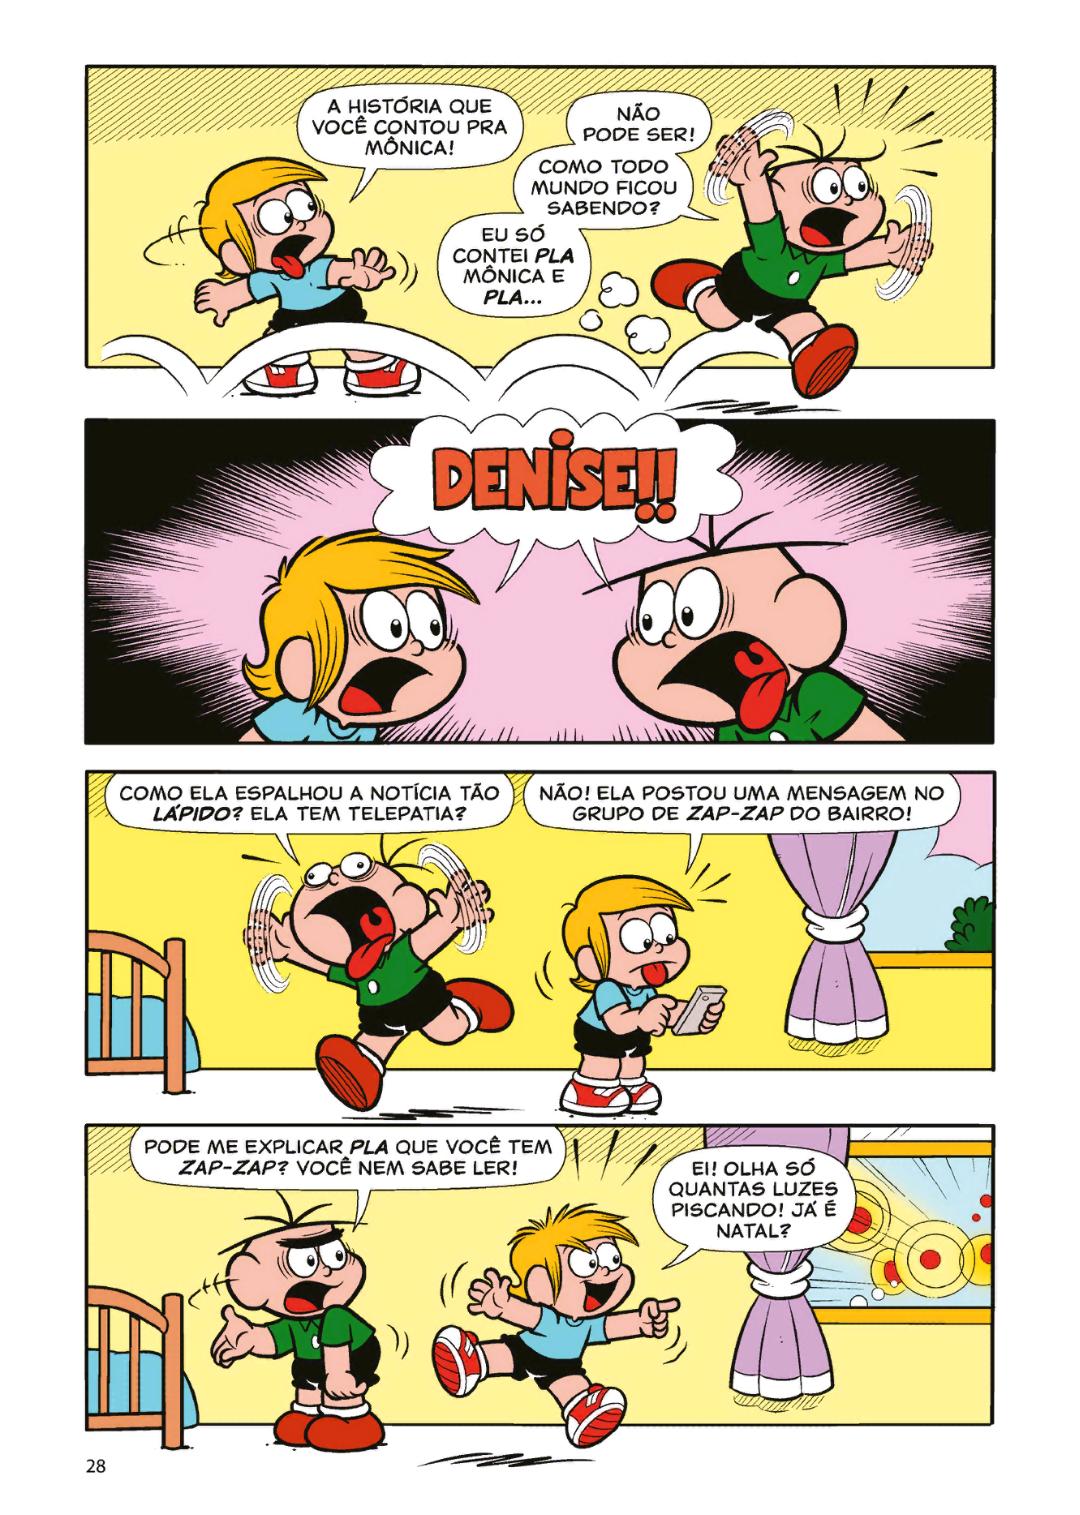 A HISTÓRIA QUE
VOCÊ CONTOU PRA
MÔNICA!
NÃO
PODE SER!
COMO TODO
MUNDO FICOU
SABENDO?
EU SÓ
CONTEI PLA
MÔNICA E
PLA...
DENISE!!
COMO ELA ESPALHOU A NOTÍCIA TÃO
LÁPIDO? ELA TEM TELEPATIA?
NÃO! ELA POSTOU UMA MENSAGEM NO
GRUPO DE ZAP-ZAP DO BAIRRO!
PODE ME EXPLICAR PLA QUE VOCÊ TEM
ZAP-ZAP? VOCÊ NEM SABE LER!
EI! OLHA SÓ
QUANTAS LUZES
PISCANDO! JÁ É
NATAL?
28